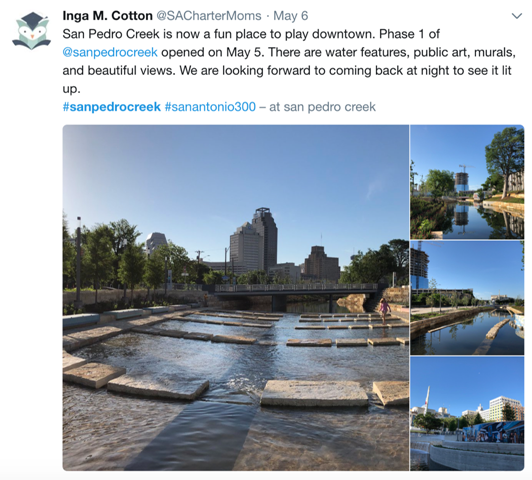 Inga M. Cotton @SACharterMoms · May 6
San Pedro Creek is now a fun place to play downtown. Phase 1 of
@sanpedrocreek opened on May 5. There are water features, public art, murals,
and beautiful views. We are looking forward to coming back at night to see it lit
up.
#sanpedrocreek #sanantonio300 – at san pedro creek